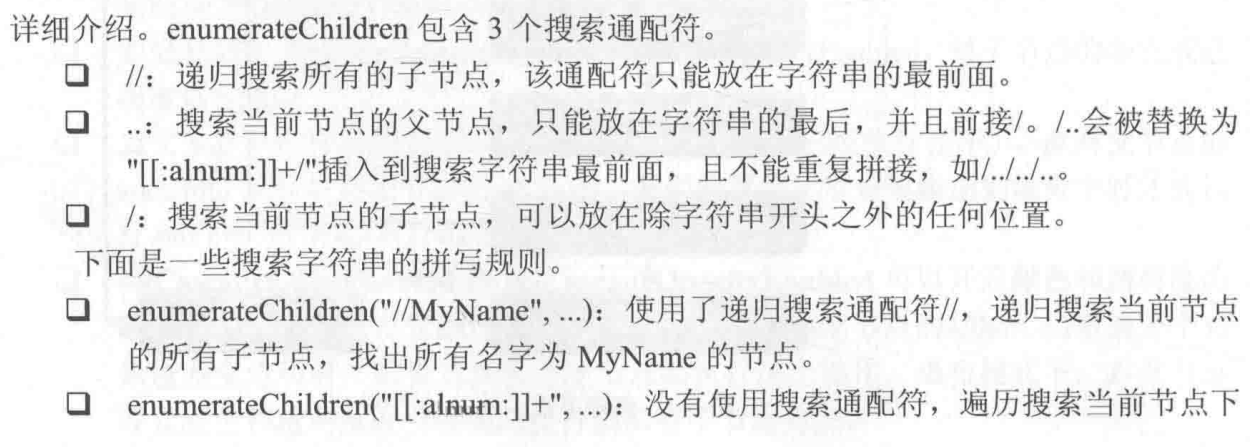 详细介绍。enumerateChildren 包含 3 个搜索通配符。
❑ //：递归搜索所有的子节点，该通配符只能放在字符串的最前面。
❑ ..：搜索当前节点的父节点，只能放在字符串的最后，并且前接/。/..会被替换为
"[[:alnum:]]+/"插入到搜索字符串最前面，且不能重复拼接，如/../../..。
❑ /：搜索当前节点的子节点，可以放在除字符串开头之外的任何位置。
下面是一些搜索字符串的拼写规则。
❑ enumerateChildren("//MyName", ...)：使用了递归搜索通配符//，递归搜索当前节点
的所有子节点，找出所有名字为 MyName 的节点。
❑ enumerateChildren("[[:alnum:]]+", ...)：没有使用搜索通配符，遍历搜索当前节点下